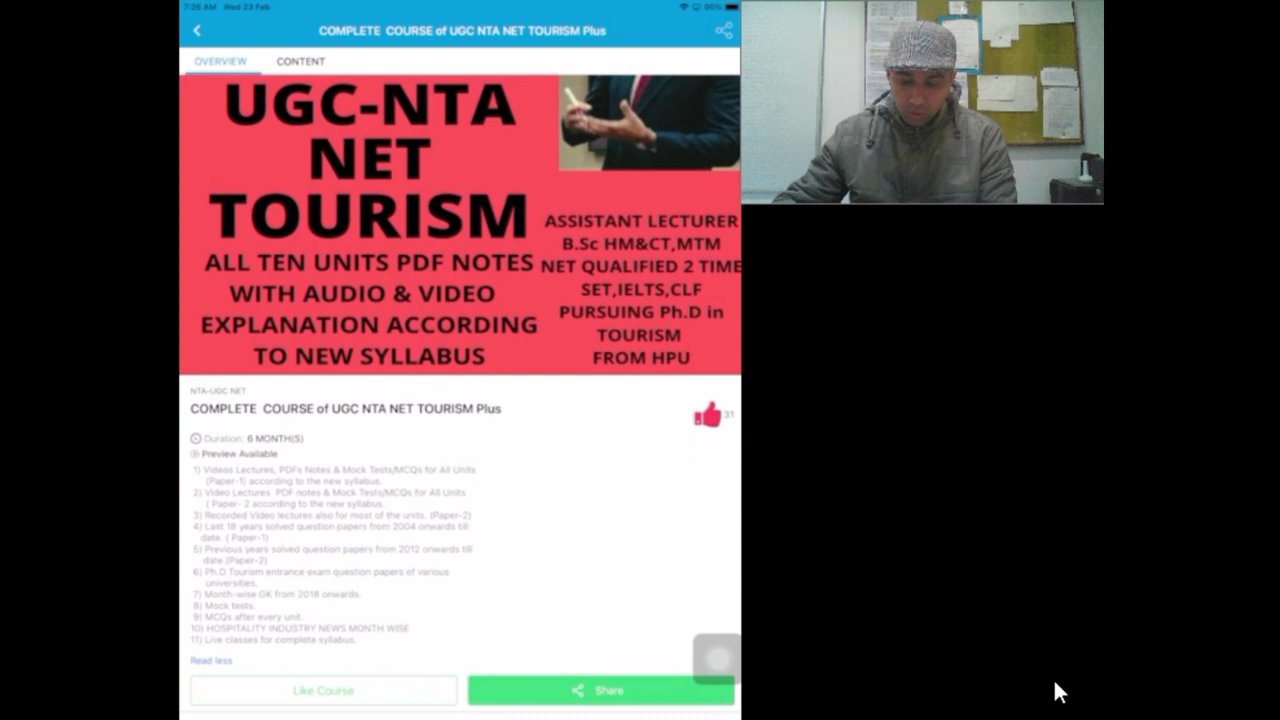 7:26 AM Wed 23 Feb
COMPLETE COURSE of UGC NTA NET TOURISM Plus
OVERVIEW CONTENT
UGC-NTA
NET
TOURISM
ALL TEN UNITS PDF NOTES
WITH AUDIO & VIDEO
EXPLANATION ACCORDING
TO NEW SYLLABUS
ASSISTANT LECTURER
B.Sc HM&CT,MTM
NET QUALIFIED 2 TIME
SET,IELTS,CLF
PURSUING Ph.D in
TOURISM
FROM HPU
NTA-UGC NET
COMPLETE COURSE of UGC NTA NET TOURISM Plus
31
Duration: 6 MONTH(S)
Preview Available
1) Videos Lectures, PDFs Notes & Mock Tests/MCQs for All Units
(Paper-1) according to the new syllabus.
2) Video Lectures PDF notes & Mock Tests/MCQs for All Units
( Paper- 2 according to the new syllabus.
3) Recorded Video lectures also for most of the units. (Paper-2)
4) Last 18 years solved question papers from 2004 onwards till
date. ( Paper-1)
5) Previous years solved question papers from 2012 onwards till
date.(Paper-2)
6) Ph.D Tourism entrance exam question papers of various
universities.
7) Month-wise GK from 2018 onwards.
8) Mock tests.
9) MCQs after every unit.
10) HOSPITALITY INDUSTRY NEWS MONTH WISE
11) Live classes for complete syllabus.
Read less
Like Course
Share